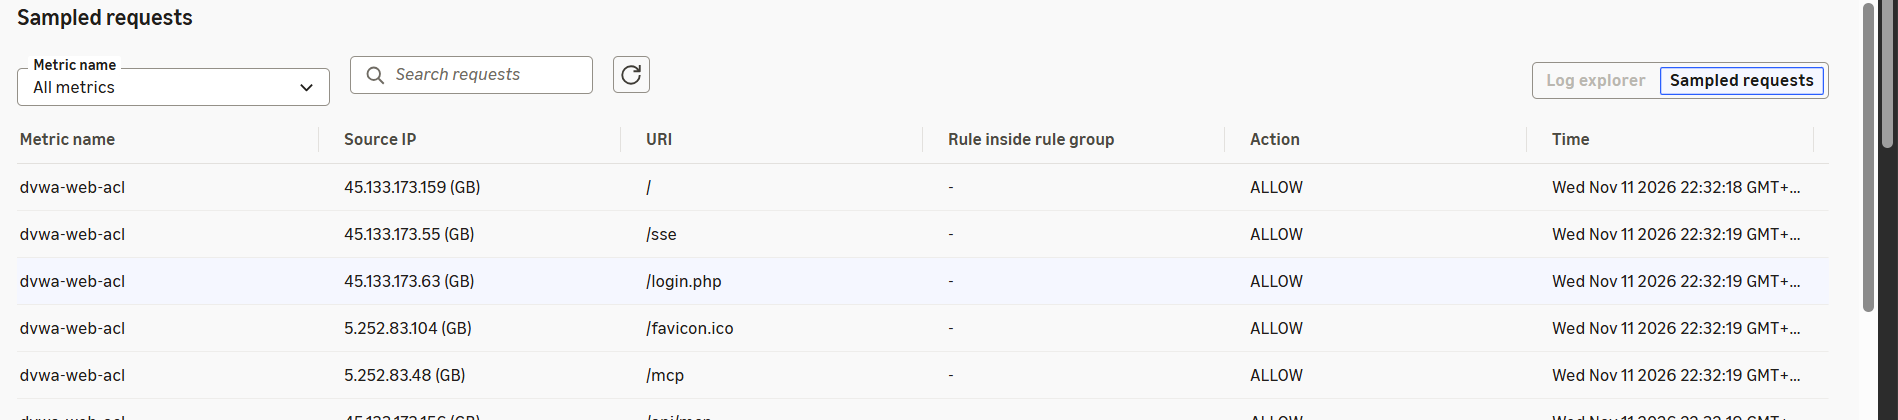 Sampled requests
Metric name
All metrics
Search requests
Log explorer Sampled requests
Metric name Source IP URI Rule inside rule group Action Time
dvwa-web-acl 45.133.173.159 (GB) / - ALLOW Wed Nov 11 2026 22:32:18 GMT+...
dvwa-web-acl 45.133.173.55 (GB) /sse - ALLOW Wed Nov 11 2026 22:32:19 GMT+...
dvwa-web-acl 45.133.173.63 (GB) /login.php - ALLOW Wed Nov 11 2026 22:32:19 GMT+...
dvwa-web-acl 5.252.83.104 (GB) /favicon.ico - ALLOW Wed Nov 11 2026 22:32:19 GMT+...
dvwa-web-acl 5.252.83.48 (GB) /mcp - ALLOW Wed Nov 11 2026 22:32:19 GMT+...